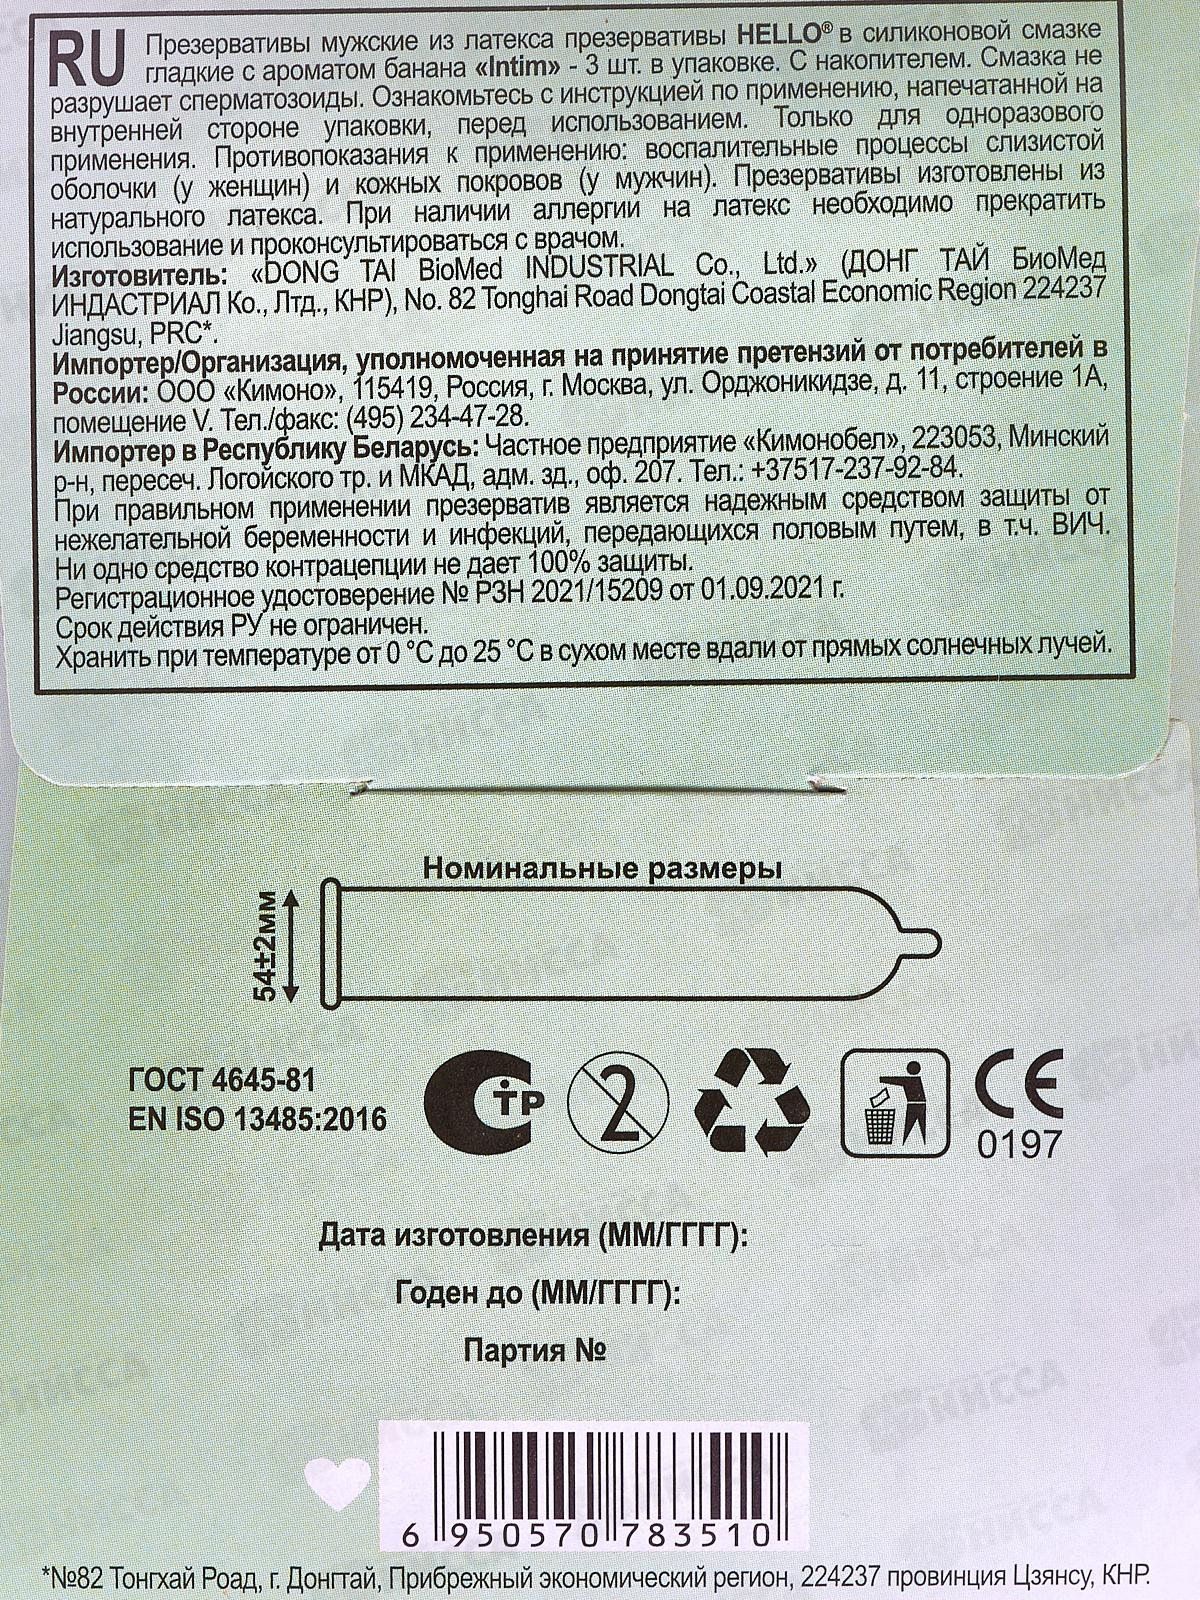 RU Презервативы мужские из латекса презервативы HELLO® в силиконовой смазке
гладкие с ароматом банана «Intim» - 3 шт. в упаковке. С накопителем. Смазка не
разрушает сперматозоиды. Ознакомьтесь с инструкцией по применению, напечатанной на
внутренней стороне упаковки, перед использованием. Только для одноразового
применения. Противопоказания к применению: воспалительные процессы слизистой
оболочки (у женщин) и кожных покровов (у мужчин). Презервативы изготовлены из
натурального латекса. При наличии аллергии на латекс необходимо прекратить
использование и проконсультироваться с врачом.
Изготовитель: «DONG TAI BioMed INDUSTRIAL Co., Ltd.» (ДОНГ ТАЙ БиоМед
ИНДАСТРИАЛ Ко., Лтд., КНР), No. 82 Tonghai Road Dongtai Coastal Economic Region 224237
Jiangsu, PRC*.
Импортер/Организация, уполномоченная на принятие претензий от потребителей в
России: ООО «Кимоно», 115419, Россия, г. Москва, ул. Орджоникидзе, д. 11, строение 1А,
помещение V. Тел./факс: (495) 234-47-28.
Импортер в Республику Беларусь: Частное предприятие «Кимонобел», 223053, Минский
р-н, пересеч. Логойского тр. и МКАД, адм. зд., оф. 207. Тел.: +37517-237-92-84.
При правильном применении презерватив является надежным средством защиты от
нежелательной беременности и инфекций, передающихся половым путем, в т.ч. ВИЧ.
Ни одно средство контрацепции не дает 100% защиты.
Регистрационное удостоверение № РЗН 2021/15209 от 01.09.2021 г.
Срок действия РУ не ограничен.
Хранить при температуре от 0 °C до 25 °C в сухом месте вдали от прямых солнечных лучей.
Номинальные размеры
54±2мм
ГОСТ 4645-81
EN ISO 13485:2016
СТР
2
CE
0197
Дата изготовления (ММ/ГГГГ):
Годен до (ММ/ГГГГ):
Партия №
6 950570 783510
*№82 Тонгхай Роад, г. Донгтай, Прибрежный экономический регион, 224237 провинция Цзянсу, КНР.